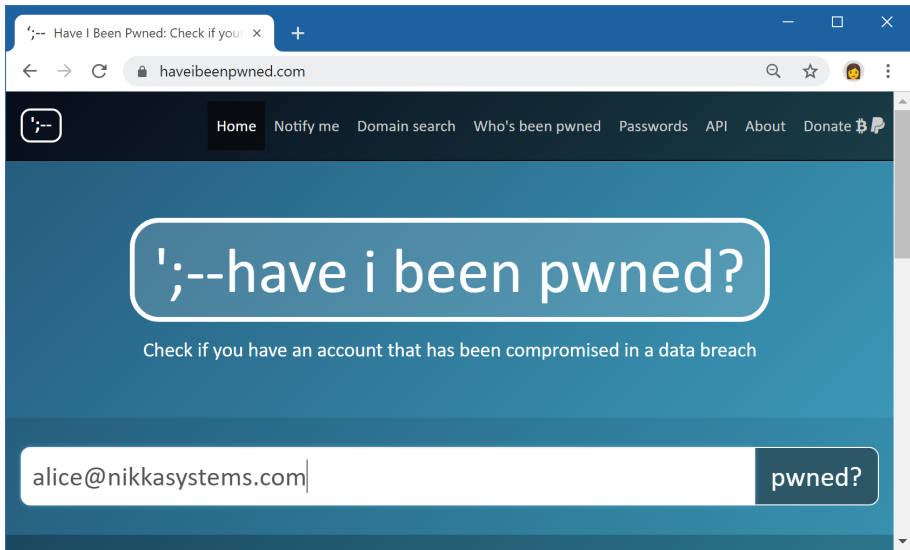 ';-- Have I Been Pwned: Check if your
haveibeenpwned.com
';--
Home Notify me Domain search Who's been pwned Passwords API About Donate
';--have i been pwned?
Check if you have an account that has been compromised in a data breach
alice@nikkasystems.com pwned?